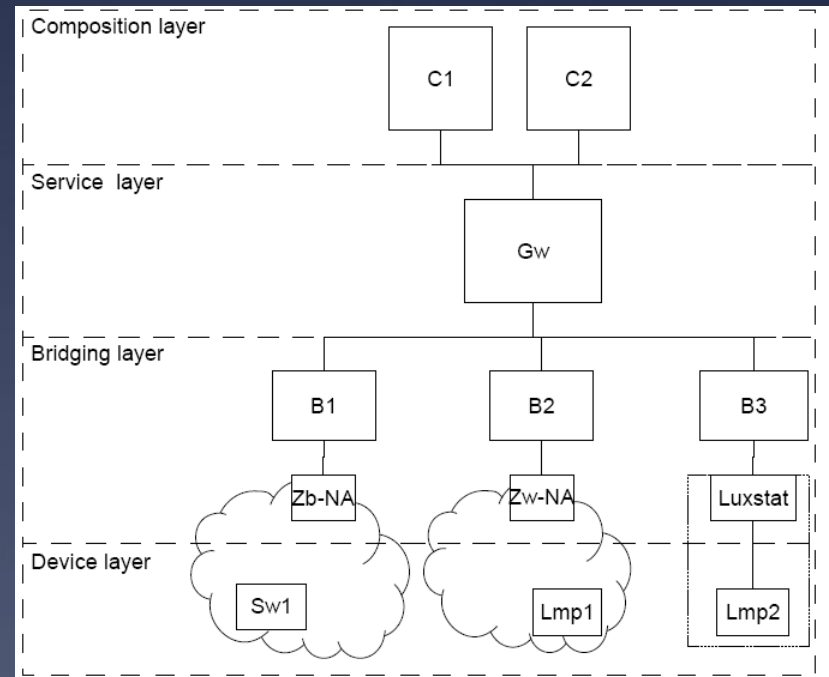 Composition layer
C1
C2
Service layer
Gw
Bridging layer
B1
B2
B3
Zb-NA
Zw-NA
Luxstat
Device layer
Sw1
Lmp1
Lmp2